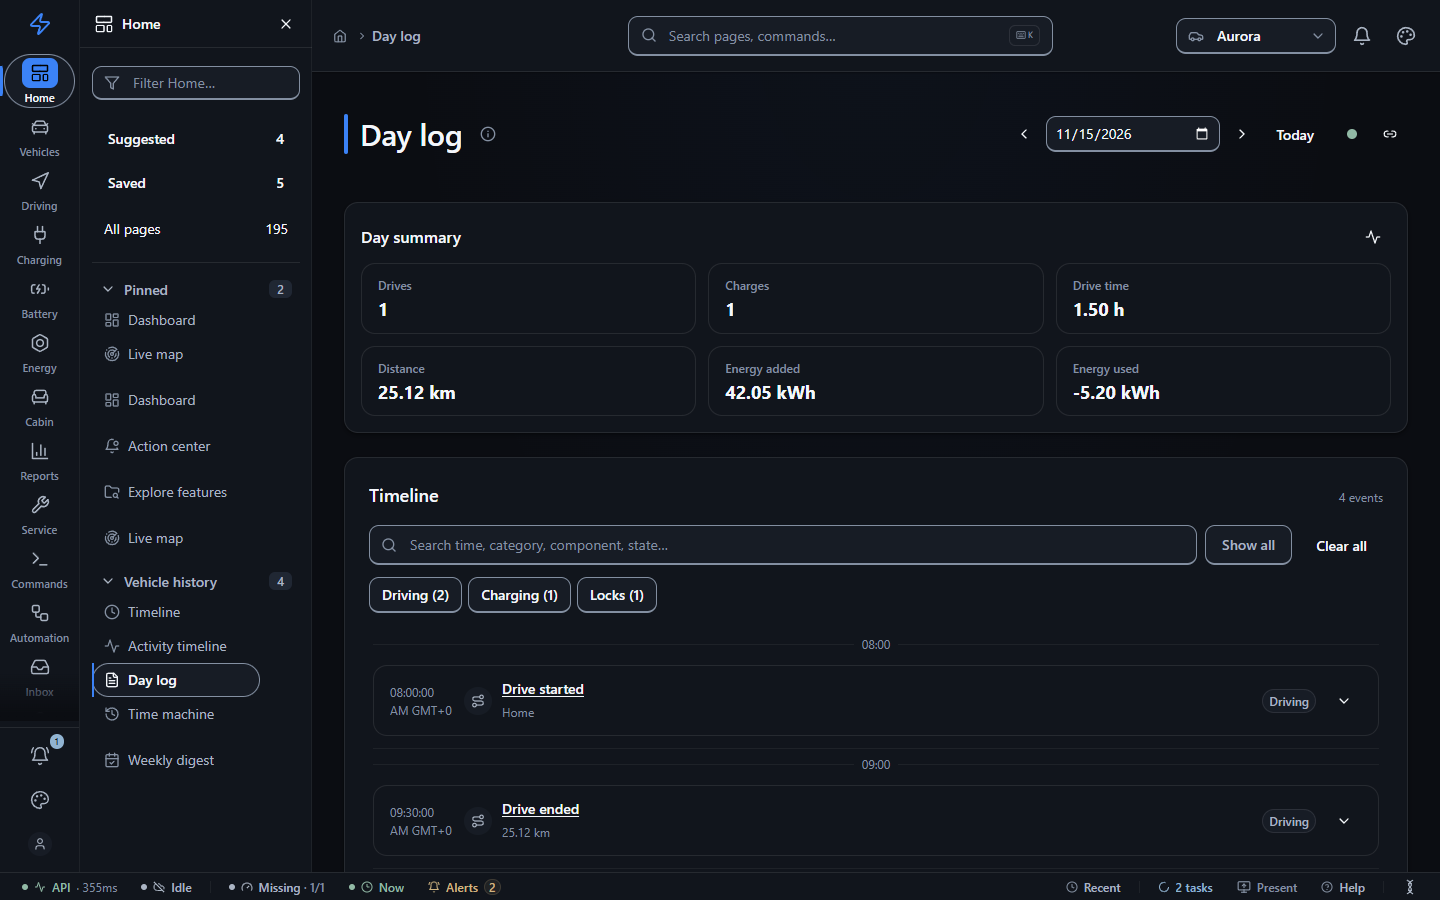 Home
Vehicles
Driving
Charging
Battery
Energy
Cabin
Reports
Service
Commands
Automation
Inbox
1
Home
Filter Home...
Suggested 4
Saved 5
All pages 195
Pinned 2
Dashboard
Live map
Dashboard
Action center
Explore features
Live map
Vehicle history 4
Timeline
Activity timeline
Day log
Time machine
Weekly digest
Day log
Search pages, commands...
K
Aurora
Day log
11/15/2026
Today
Day summary
Drives
1
Charges
1
Drive time
1.50 h
Distance
25.12 km
Energy added
42.05 kWh
Energy used
-5.20 kWh
Timeline
4 events
Search time, category, component, state...
Show all
Clear all
Driving (2)
Charging (1)
Locks (1)
08:00
08:00:00
AM GMT+0
Drive started
Home
Driving
09:00
09:30:00
AM GMT+0
Drive ended
25.12 km
Driving
API · 355ms
Idle
Missing · 1/1
Now
Alerts 2
Recent
2 tasks
Present
Help